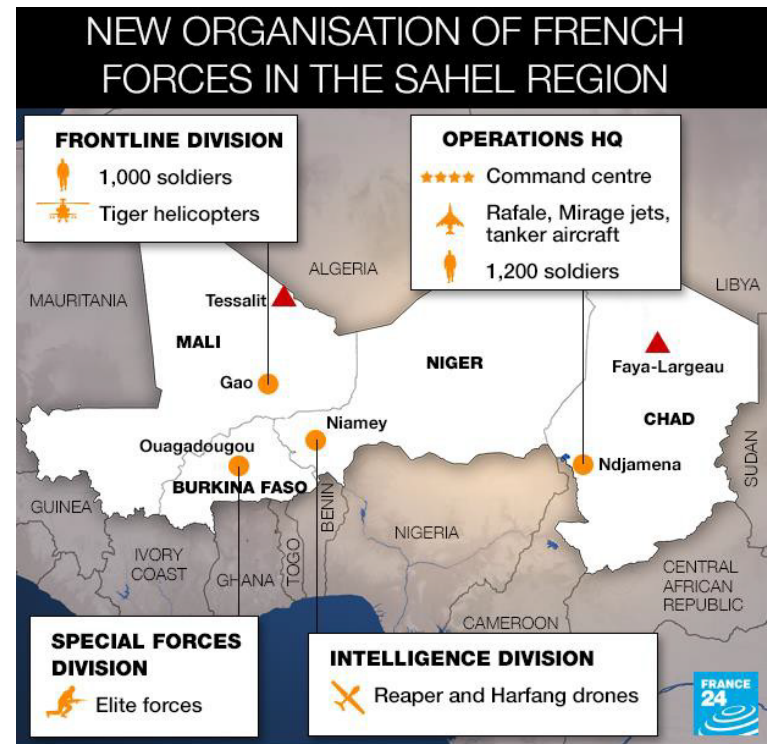 NEW ORGANISATION OF FRENCH
FORCES IN THE SAHEL REGION
FRONTLINE DIVISION
1,000 soldiers
Tiger helicopters
OPERATIONS HQ
Command centre
Rafale, Mirage jets,
tanker aircraft
1,200 soldiers
ALGERIA
LIBYA
MAURITANIA
Tessalit
MALI
NIGER
Faya-Largeau
Gao
CHAD
Niamey
Ouagadougou
Ndjamena
SUDAN
BURKINA FASO
GUINEA
BENIN
NIGERIA
IVORY
COAST
GHANA
TOGO
CENTRAL
AFRICAN
REPUBLIC
CAMEROON
SPECIAL FORCES
DIVISION
Elite forces
INTELLIGENCE DIVISION
Reaper and Harfang drones
FRANCE
24